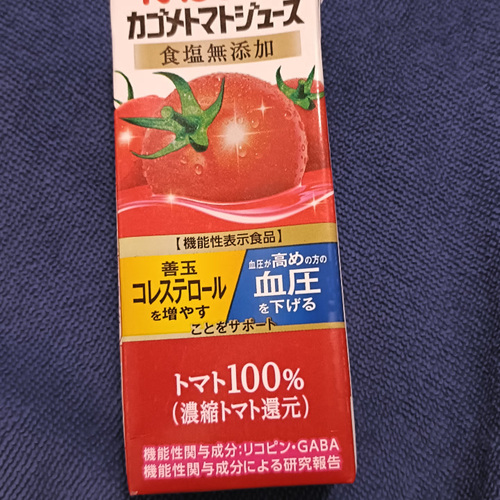 カゴメトマトジュース
食塩無添加
【機能性表示食品】
善玉
コレステロール
を増やす
血圧が高めの方の
血圧
を下げる
ことをサポート
トマト100%
(濃縮トマト還元)
機能性関与成分:リコピン・GABA
機能性関与成分による研究報告